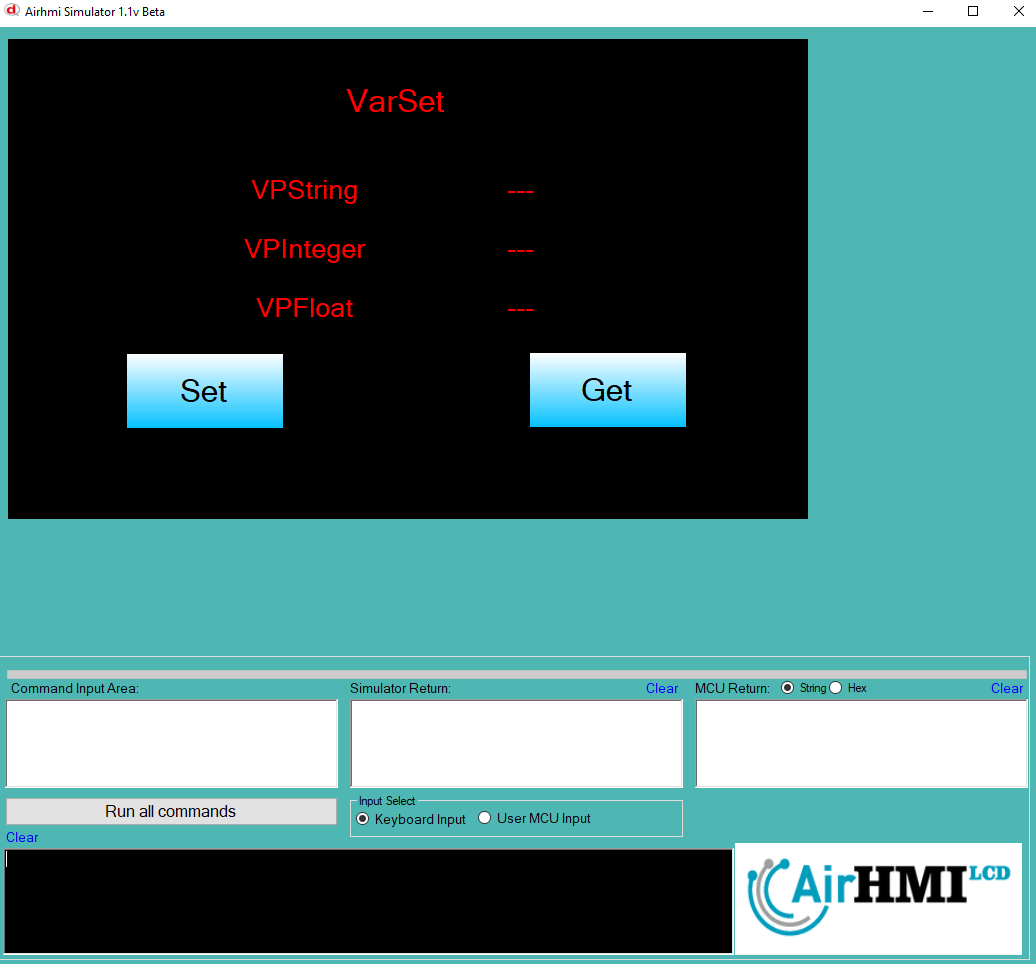 Airhmi Simulator 1.1v Beta
VarSet
VPString ---
VPInteger ---
VPFloat ---
Set Get
Command Input Area: Simulator Return: Clear MCU Return: String Hex Clear
Run all commands
Input Select
Keyboard Input User MCU Input
Clear
AirHMI LCD